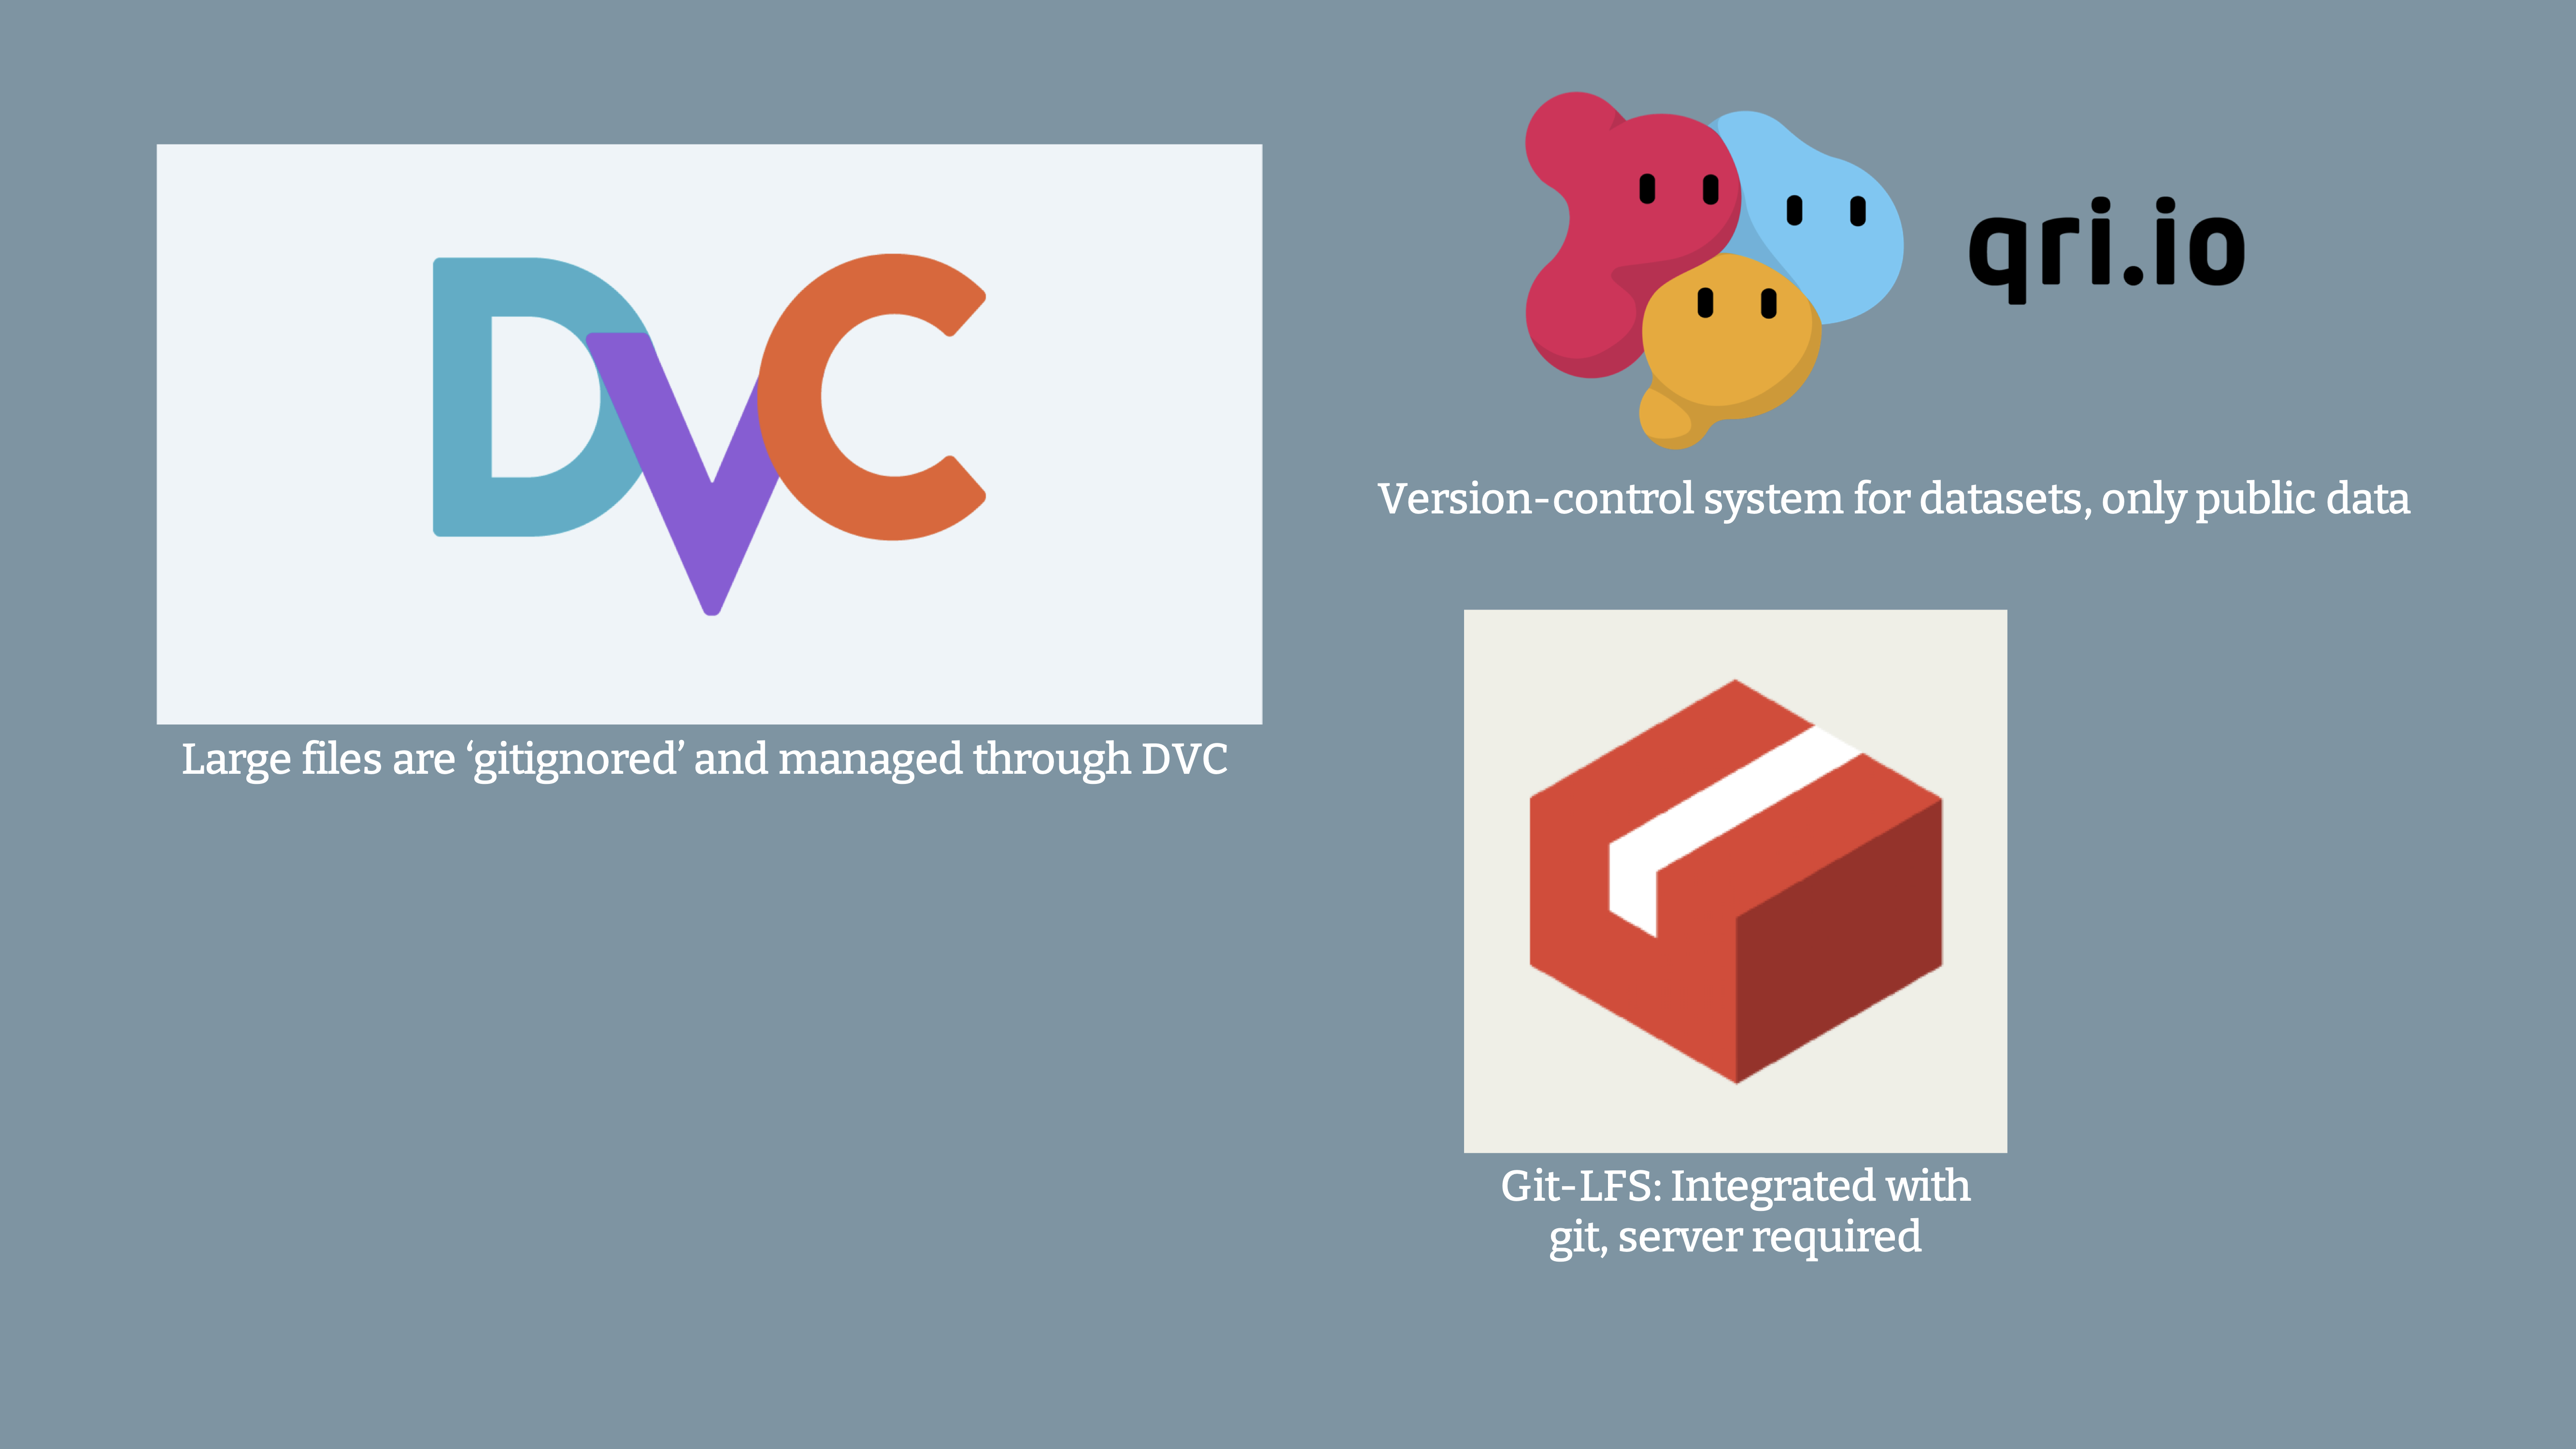 DVC
Large files are ‘gitignored’ and managed through DVC
qri.io
Version-control system for datasets, only public data
Git-LFS: Integrated with
git, server required